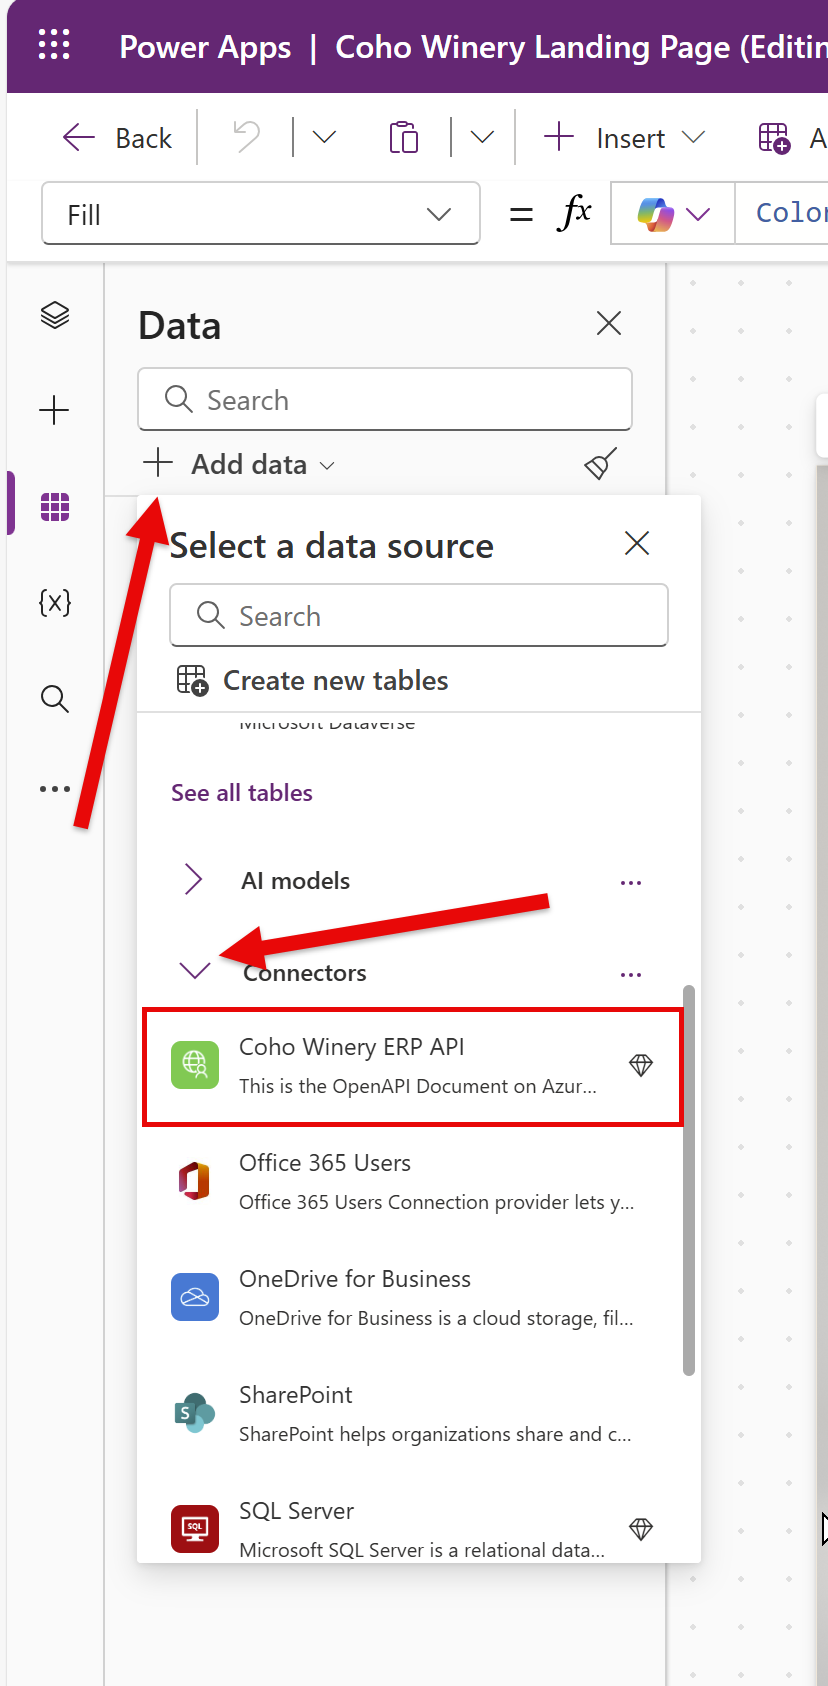 Power Apps | Coho Winery Landing Page (Editin
Back
Insert
A
Fill
= fx
Color
Data
Search
Add data
Select a data source
Search
Create new tables
Microsoft Dataverse
See all tables
AI models
Connectors
Coho Winery ERP API
This is the OpenAPI Document on Azur...
Office 365 Users
Office 365 Users Connection provider lets y...
OneDrive for Business
OneDrive for Business is a cloud storage, fil...
SharePoint
S
SharePoint helps organizations share and c...
SQL Server
SQL
Microsoft SQL Server is a relational data...